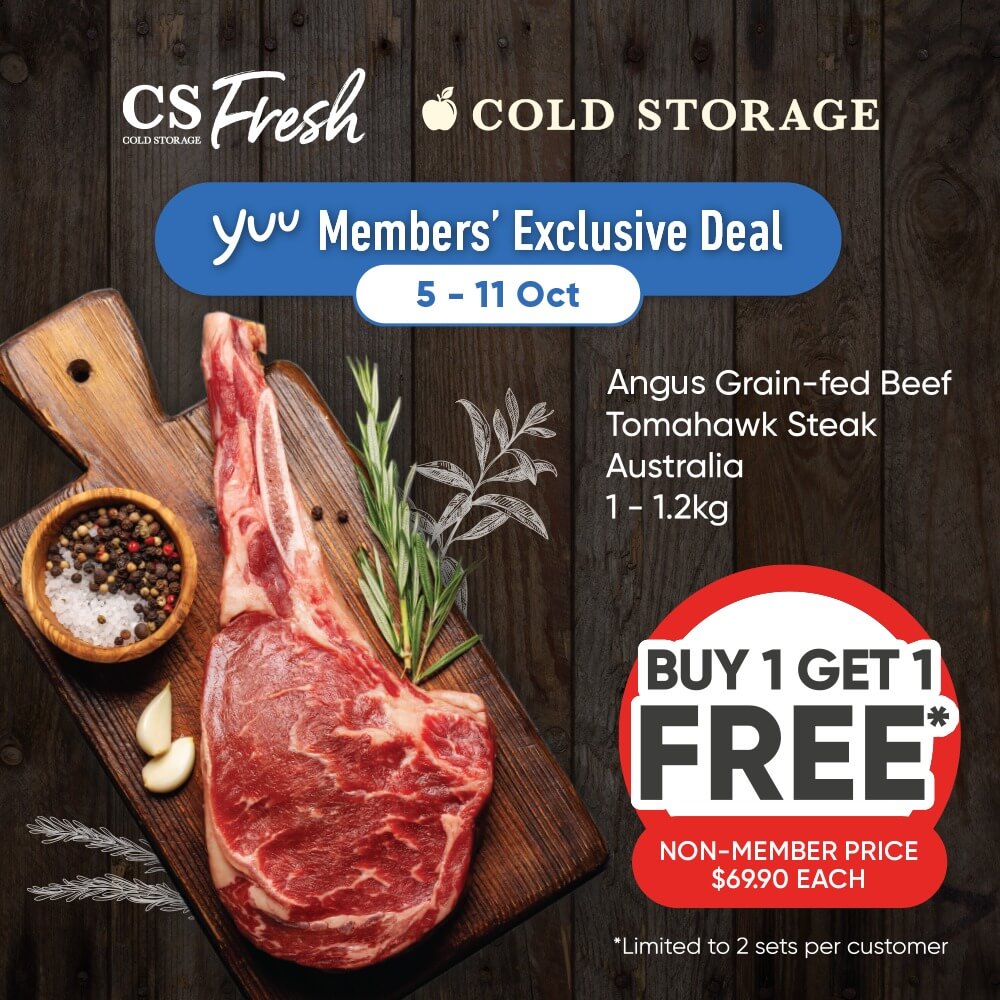 CS Fresh
COLD STORAGE
COLD STORAGE
yuu Members' Exclusive Deal
5 - 11 Oct
Angus Grain-fed Beef
Tomahawk Steak
Australia
1 - 1.2kg
BUY 1 GET 1
FREE*
NON-MEMBER PRICE
$69.90 EACH
*Limited to 2 sets per customer